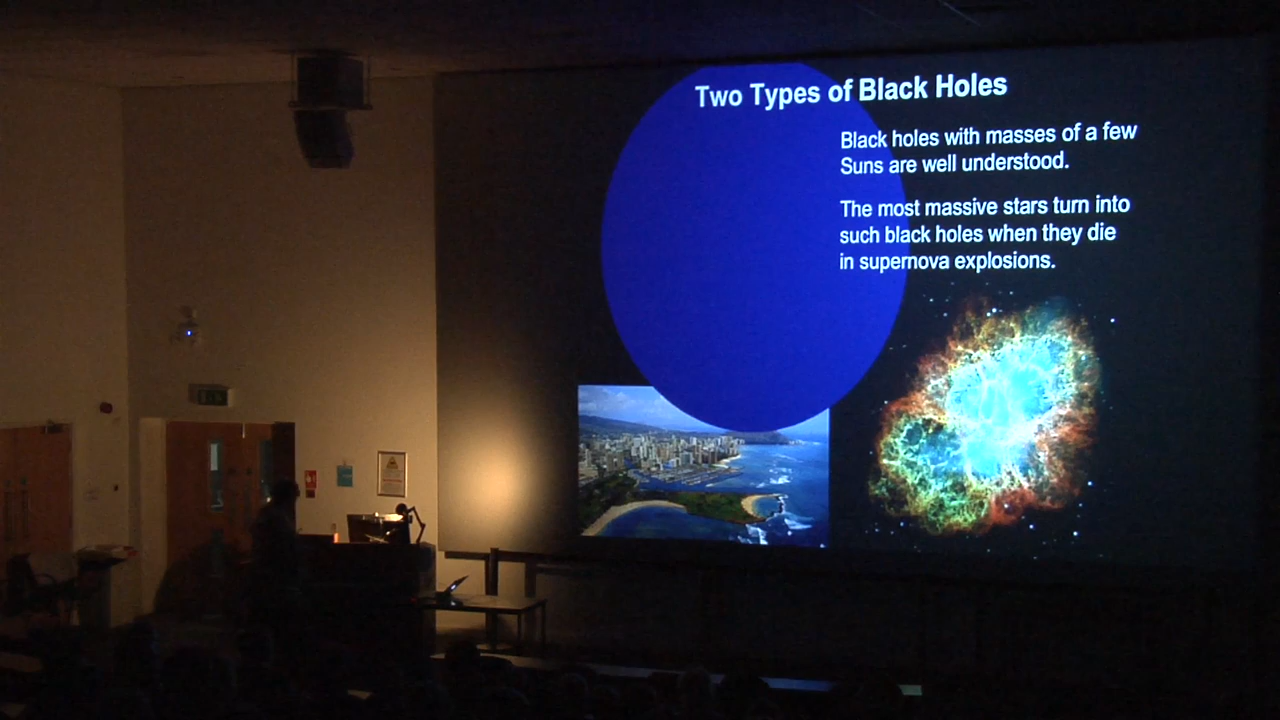 Two Types of Black Holes
Black holes with masses of a few
Suns are well understood.
The most massive stars turn into
such black holes when they die
in supernova explosions.